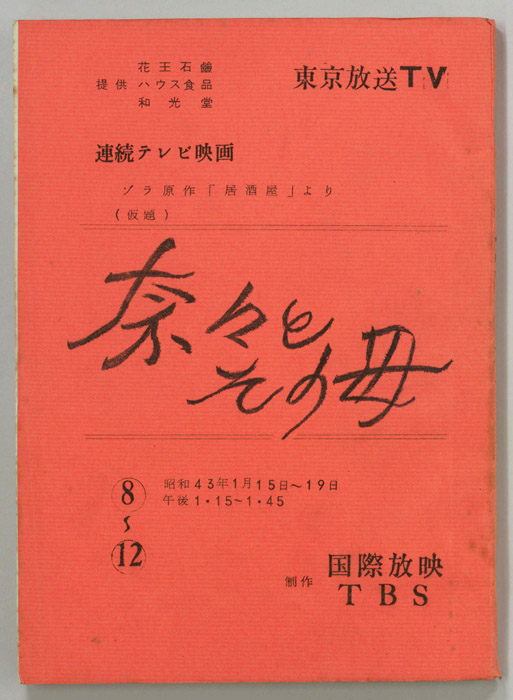 花王石鹼
提供 ハウス食品
和光堂
東京放送TV
連続テレビ映画
ゾラ原作「居酒屋」より
(仮題)
奈々と
その母
8
〜
12
昭和43年1月15日〜19日
午後1・15〜1・45
制作 国際放映
TBS